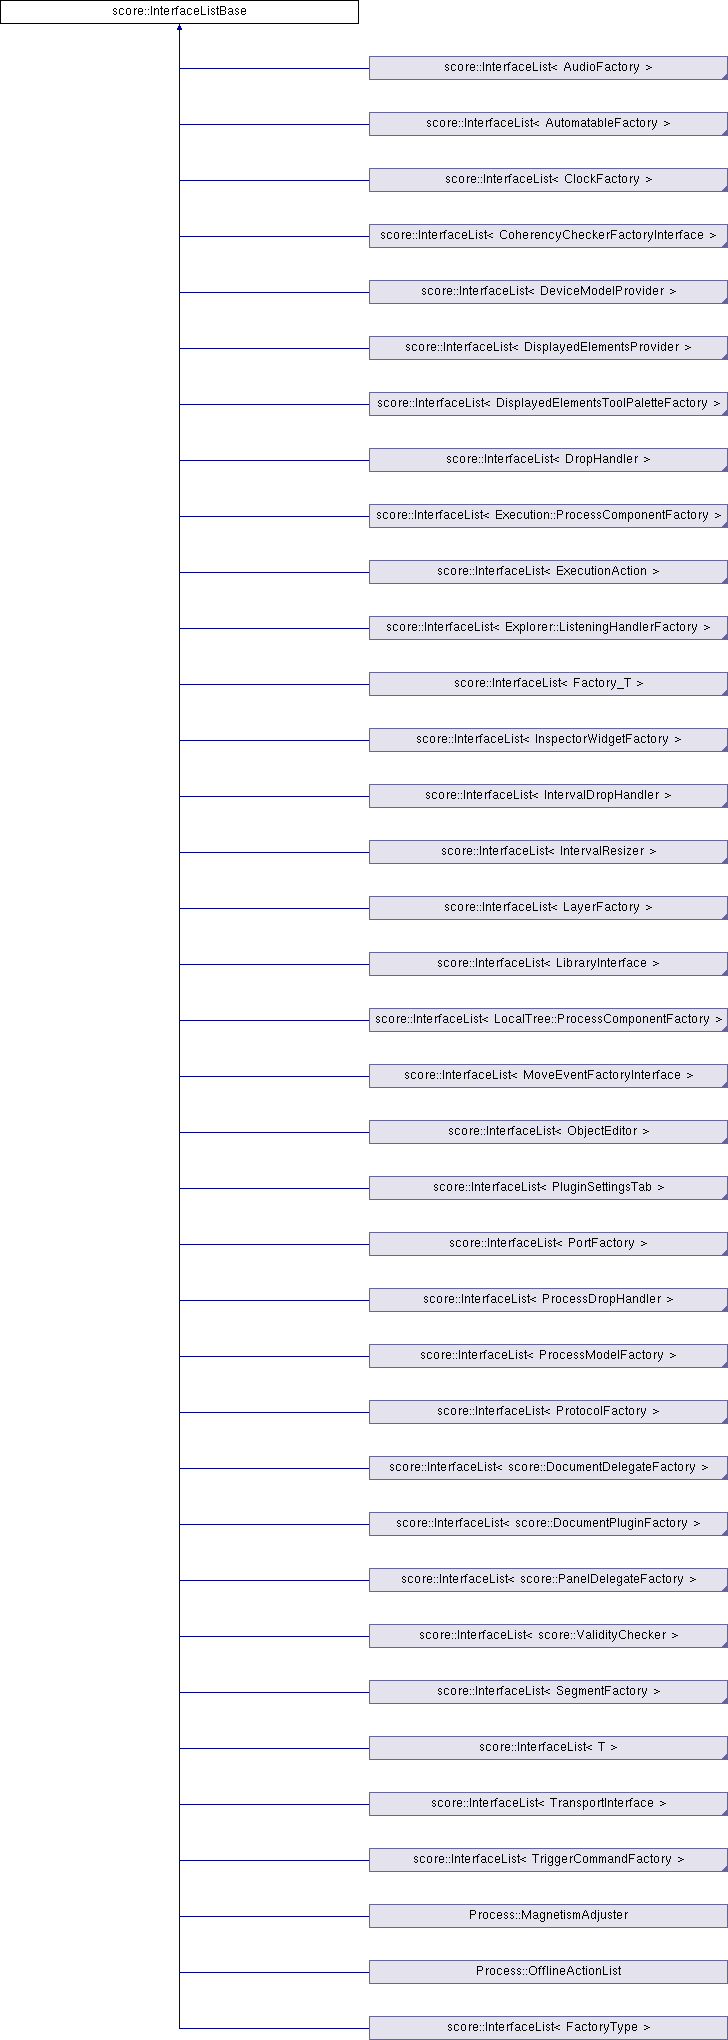 score::InterfaceListBase
score::InterfaceList< AudioFactory >
score::InterfaceList< AutomatableFactory >
score::InterfaceList< ClockFactory >
score::InterfaceList< CoherencyCheckerFactoryInterface >
score::InterfaceList< DeviceModelProvider >
score::InterfaceList< DisplayedElementsProvider >
score::InterfaceList< DisplayedElementsToolPaletteFactory >
score::InterfaceList< DropHandler >
score::InterfaceList< Execution::ProcessComponentFactory >
score::InterfaceList< ExecutionAction >
score::InterfaceList< Explorer::ListeningHandlerFactory >
score::InterfaceList< Factory_T >
score::InterfaceList< InspectorWidgetFactory >
score::InterfaceList< IntervalDropHandler >
score::InterfaceList< IntervalResizer >
score::InterfaceList< LayerFactory >
score::InterfaceList< LibraryInterface >
score::InterfaceList< LocalTree::ProcessComponentFactory >
score::InterfaceList< MoveEventFactoryInterface >
score::InterfaceList< ObjectEditor >
score::InterfaceList< PluginSettingsTab >
score::InterfaceList< PortFactory >
score::InterfaceList< ProcessDropHandler >
score::InterfaceList< ProcessModelFactory >
score::InterfaceList< ProtocolFactory >
score::InterfaceList< score::DocumentDelegateFactory >
score::InterfaceList< score::DocumentPluginFactory >
score::InterfaceList< score::PanelDelegateFactory >
score::InterfaceList< score::ValidityChecker >
score::InterfaceList< SegmentFactory >
score::InterfaceList< T >
score::InterfaceList< TransportInterface >
score::InterfaceList< TriggerCommandFactory >
Process::MagnetismAdjuster
Process::OfflineActionList
score::InterfaceList< FactoryType >